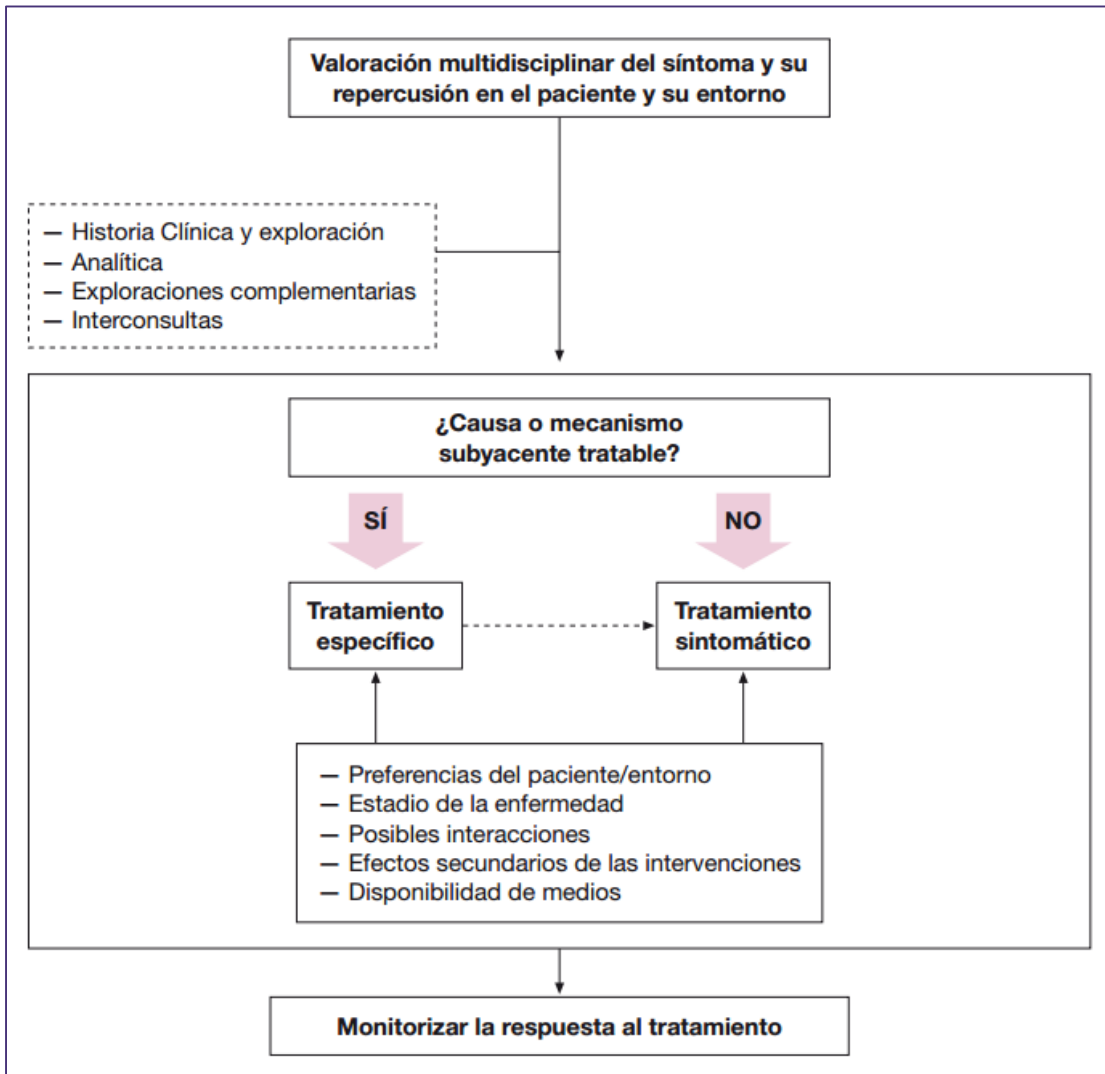 Valoración multidisciplinar del síntoma y su
repercusión en el paciente y su entorno
— Historia Clínica y exploración
— Analítica
— Exploraciones complementarias
— Interconsultas
¿Causa o mecanismo
subyacente tratable?
SÍ
NO
Tratamiento
específico
Tratamiento
sintomático
— Preferencias del paciente/entorno
— Estadio de la enfermedad
— Posibles interacciones
— Efectos secundarios de las intervenciones
— Disponibilidad de medios
Monitorizar la respuesta al tratamiento